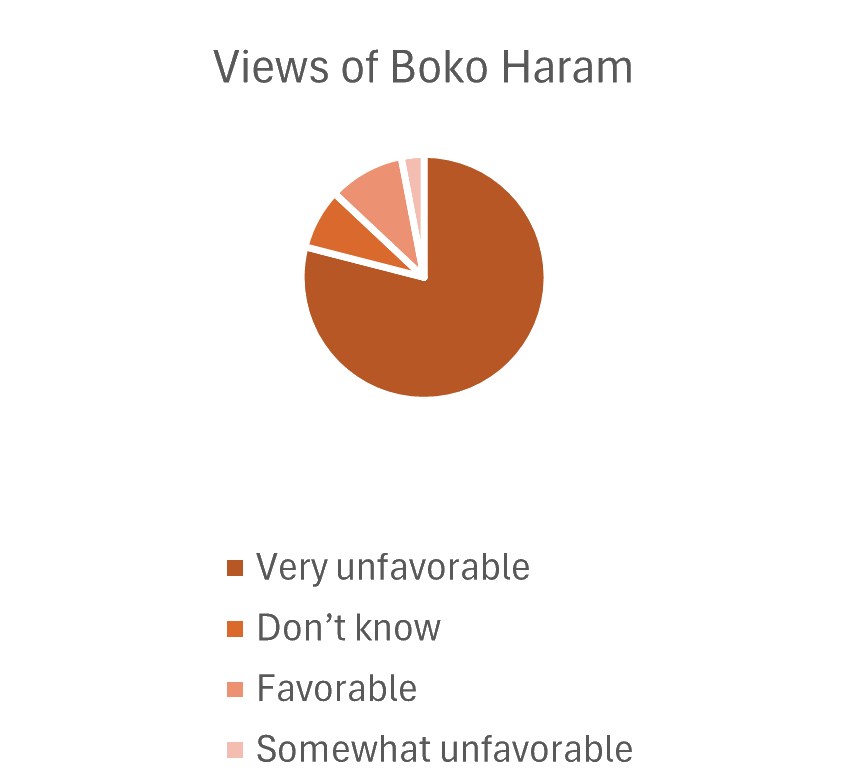 Views of Boko Haram
Very unfavorable
Don’t know
Favorable
Somewhat unfavorable